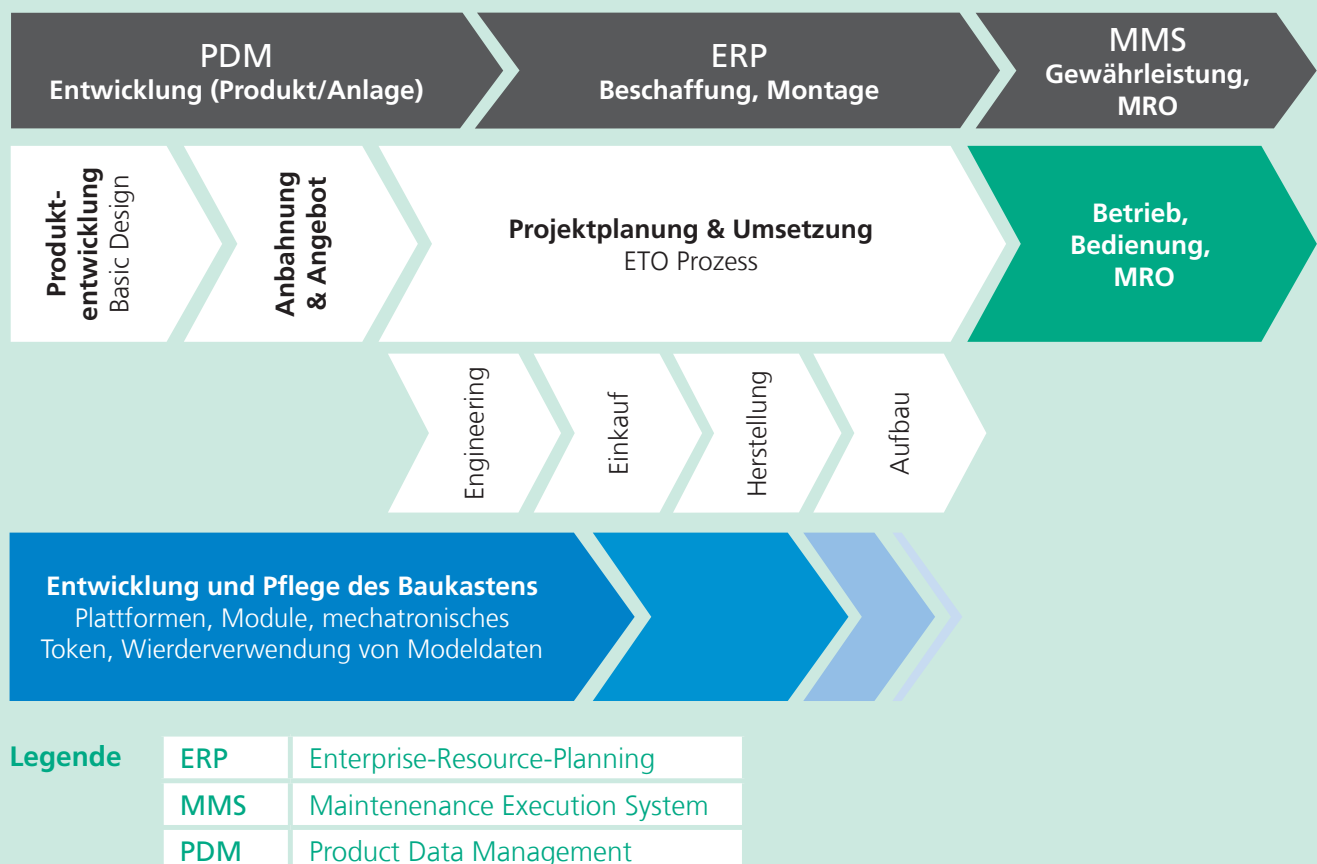 PDM
Entwicklung (Produkt/Anlage)
ERP
Beschaffung, Montage
MMS
Gewährleistung,
MRO
Produkt-
entwicklung
Basic Design
Anbahnung
& Angebot
Projektplanung & Umsetzung
ETO Prozess
Betrieb,
Bedienung,
MRO
Engineering
Einkauf
Herstellung
Aufbau
Entwicklung und Pflege des Baukastens
Plattformen, Module, mechatronisches
Token, Wierderverwendung von Modeldaten
Legende
ERP Enterprise-Resource-Planning
MMS Maintenenance Execution System
PDM Product Data Management